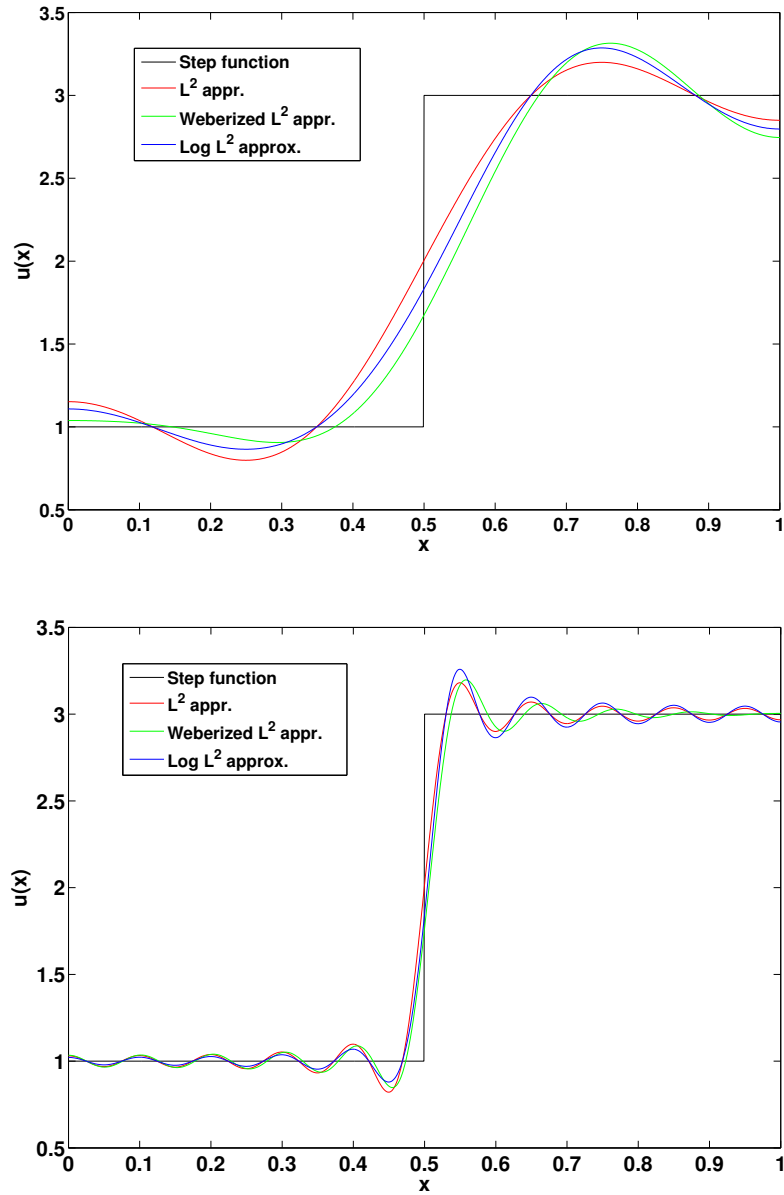 3.5
Step function
L² appr.
Weberized L² appr.
Log L² approx.
3
2.5
u(x)
2
1.5
1
0.5
0 0.1 0.2 0.3 0.4 0.5 0.6 0.7 0.8 0.9 1
x
3.5
Step function
L² appr.
Weberized L² appr.
Log L² approx.
3
2.5
u(x)
2
1.5
1
0.5
0 0.1 0.2 0.3 0.4 0.5 0.6 0.7 0.8 0.9 1
x